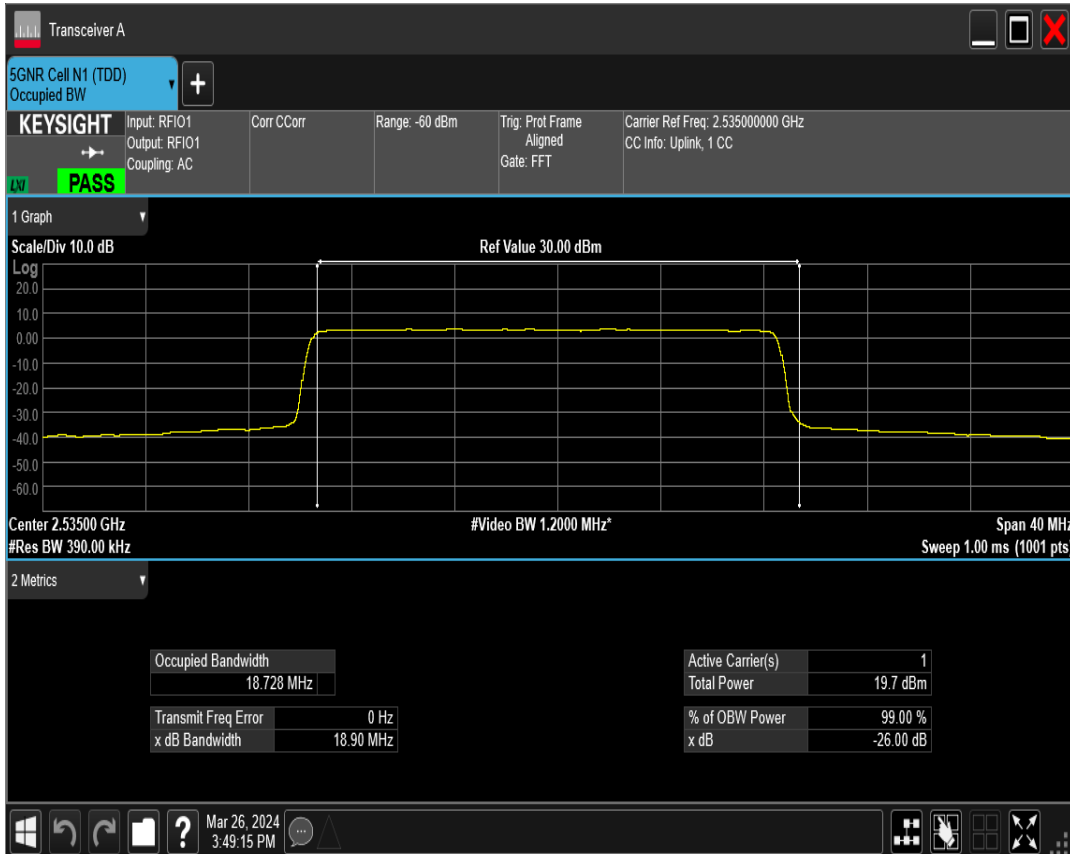 Transceiver A
5GNR Cell N1 (TDD)
Occupied BW
+
KEYSIGHT
LXI
PASS
Input: RFIO1
Output: RFIO1
Coupling: AC
Corr CCorr
Range: -60 dBm
Trig: Prot Frame
Aligned
Gate: FFT
Carrier Ref Freq: 2.535000000 GHz
CC Info: Uplink, 1 CC
1 Graph
Scale/Div 10.0 dB
Ref Value 30.00 dBm
Log
20.0
10.0
0.00
-10.0
-20.0
-30.0
-40.0
-50.0
-60.0
Center 2.53500 GHz
#Video BW 1.2000 MHz*
Span 40 MHz
#Res BW 390.00 kHz
Sweep 1.00 ms (1001 pts)
2 Metrics
Occupied Bandwidth
18.728 MHz
Transmit Freq Error 0 Hz
x dB Bandwidth 18.90 MHz
Active Carrier(s) 1
Total Power 19.7 dBm
% of OBW Power 99.00 %
x dB -26.00 dB
?
Mar 26, 2024
3:49:15 PM